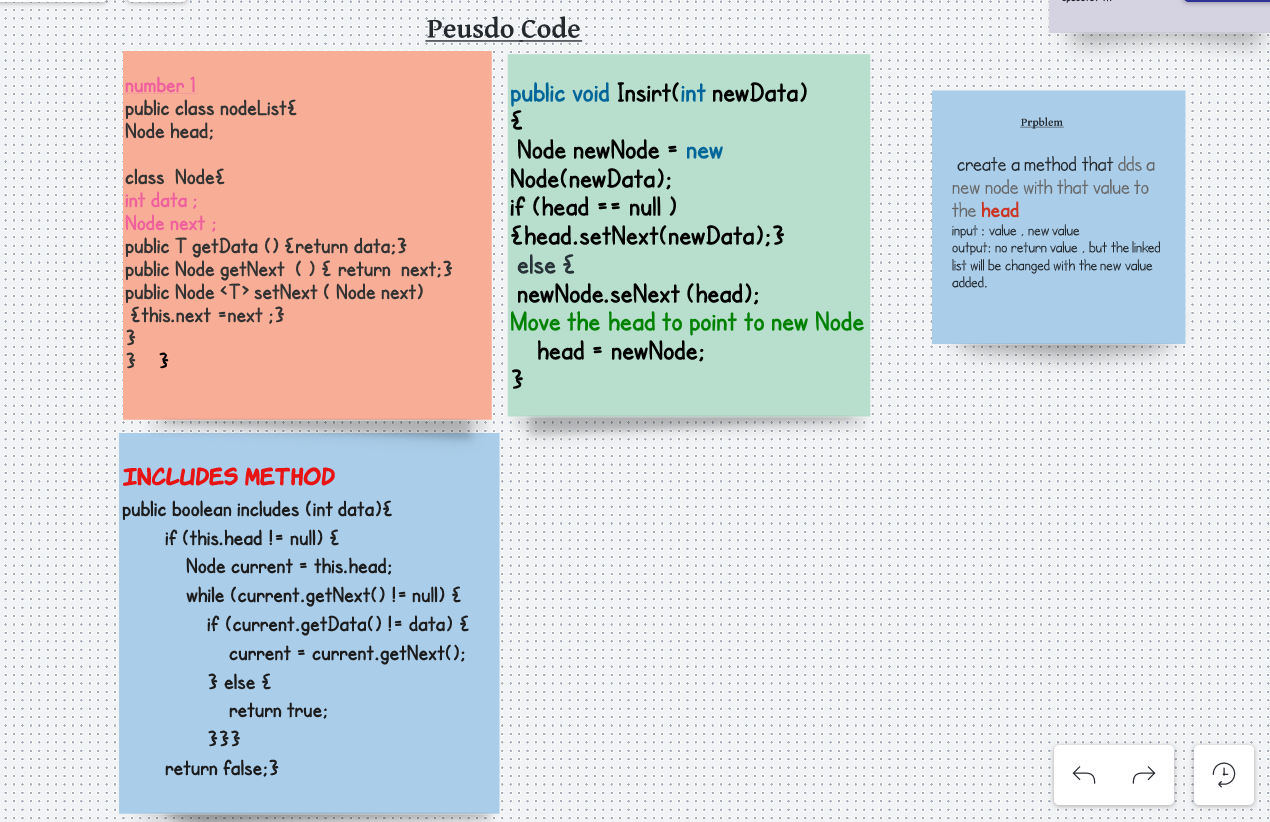 Peusdo Code
number 1
public class nodeList{
Node head;
class Node{
int data ;
Node next ;
public T getData () {return data;}
public Node getNext ( ) { return next;}
public Node <T> setNext ( Node next)
{this.next =next ;}
}
} }
public void Insirt(int newData)
{
Node newNode = new
Node(newData);
if (head == null )
{head.setNext(newData);}
else {
newNode.seNext (head);
Move the head to point to new Node
head = newNode;
}
Prpblem
create a method that dds a
new node with that value to
the head
input : value , new value
output: no return value , but the linked
list will be changed with the new value
added.
INCLUDES METHOD
public boolean includes (int data){
if (this.head != null) {
Node current = this.head;
while (current.getNext() != null) {
if (current.getData() != data) {
current = current.getNext();
} else {
return true;
}}}
return false;}